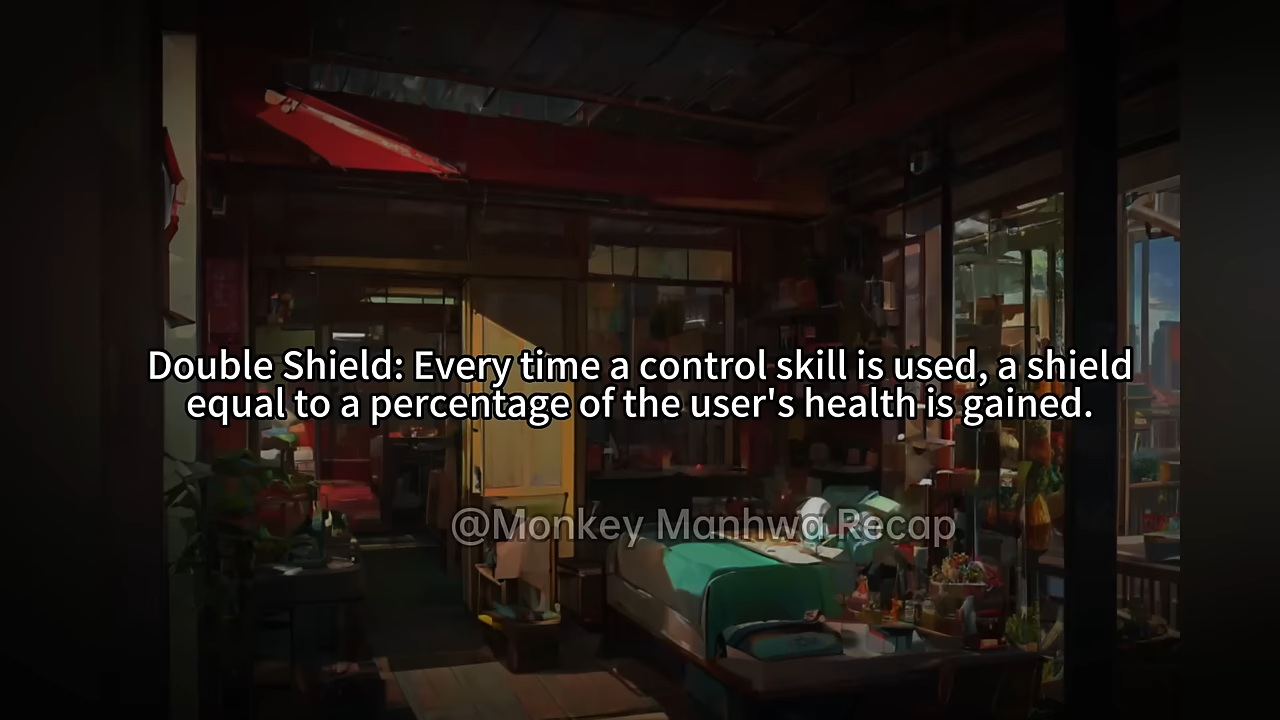 Double Shield: Every time a control skill is used, a shield
equal to a percentage of the user's health is gained.
@Monkey Manhwa Recap